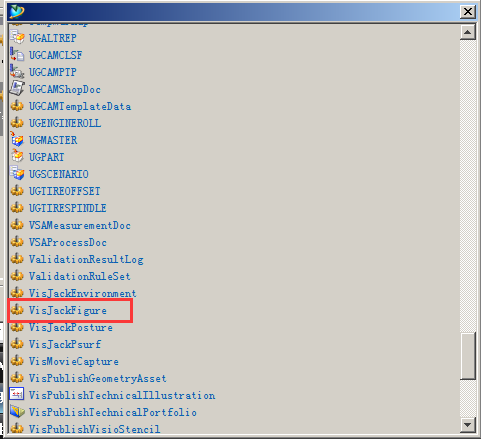 UGALTREP
UGCAMCLSF
UGCAMPTP
UGCAMShopDoc
UGCAMTemplateData
UGENGINEROLL
UGMASTER
UGPART
UGSCENARIO
UGTIREOFFSET
UGTIRESPINDLE
VSAMeasurementDoc
VSAProcessDoc
ValidationResultLog
ValidationRuleSet
VisJackEnvironment
VisJackFigure
VisJackPosture
VisJackPsurf
VisMovieCapture
VisPublishGeometryAsset
VisPublishTechnicalIllustration
VisPublishTechnicalPortfolio
VisPublishVisioStencil